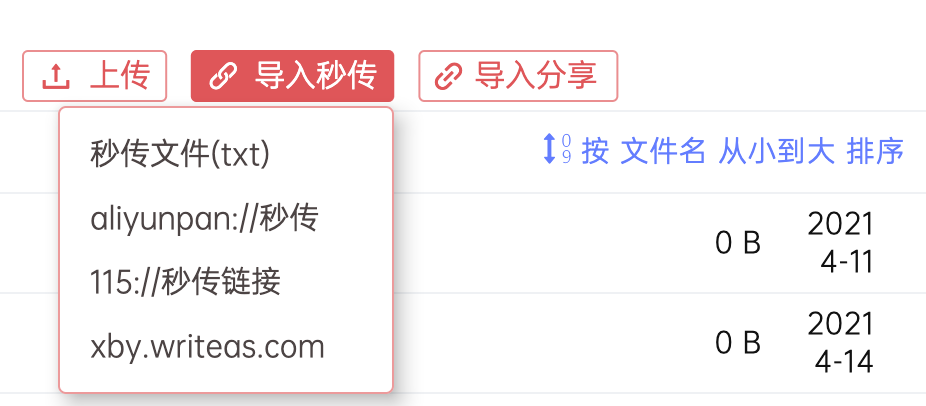 上传 导入秒传 导入分享
秒传文件(txt)
09 按 文件名 从小到大 排序
aliyunpan://秒传
0 B
2021
4-11
115://秒传链接
xby.writeas.com
0 B
2021
4-14